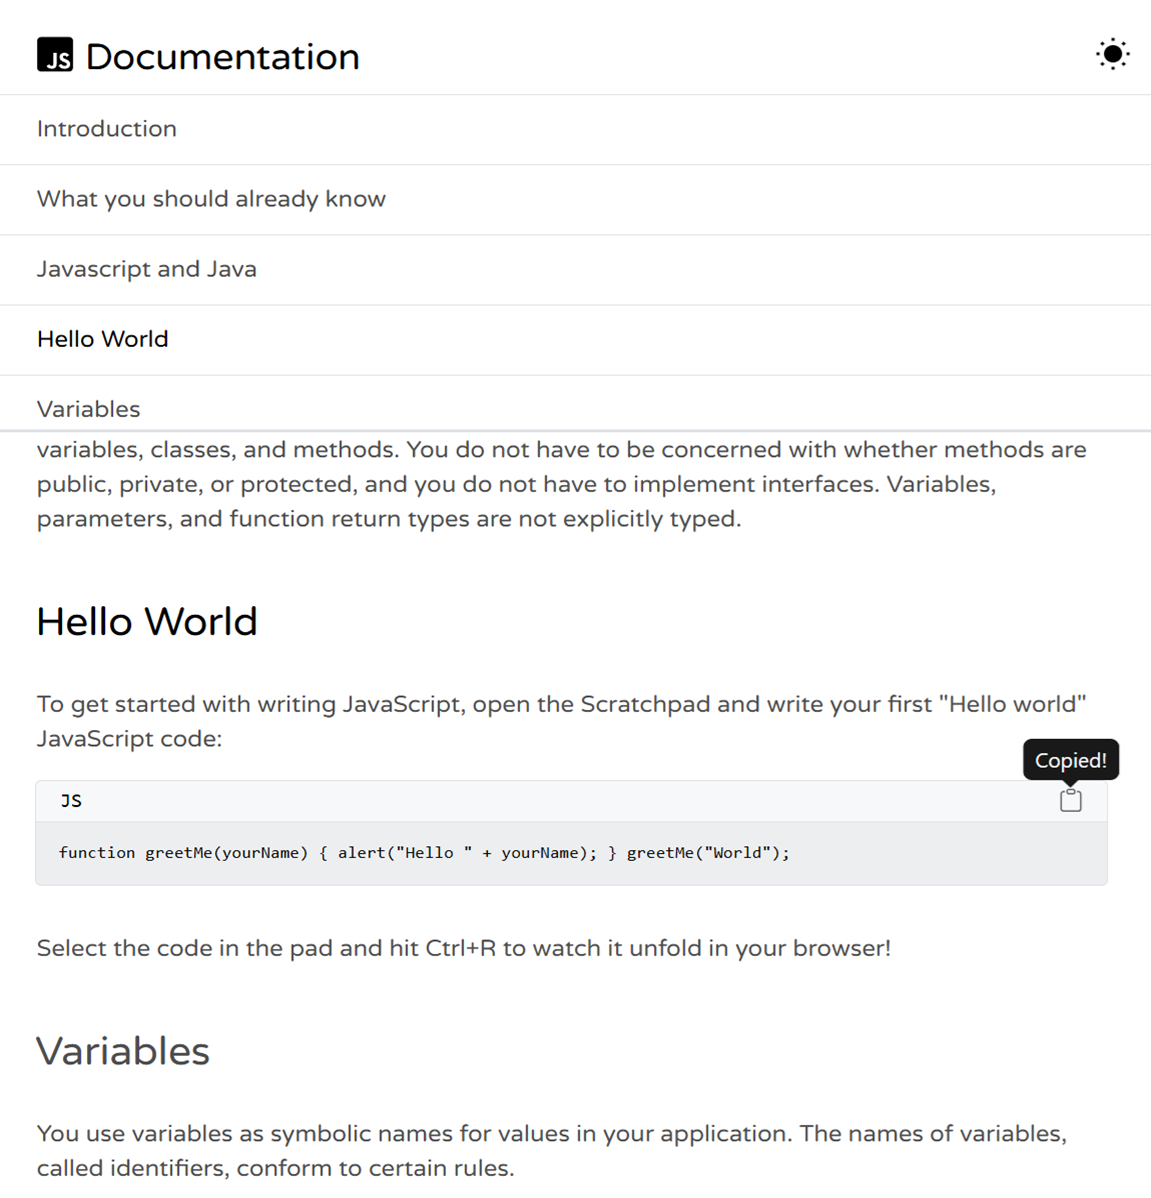 JS Documentation
Introduction
What you should already know
Javascript and Java
Hello World
Variables
variables, classes, and methods. You do not have to be concerned with whether methods are
public, private, or protected, and you do not have to implement interfaces. Variables,
parameters, and function return types are not explicitly typed.
Hello World
To get started with writing JavaScript, open the Scratchpad and write your first "Hello world"
JavaScript code:
Copied!
JS
function greetMe(yourName) { alert("Hello " + yourName); } greetMe("World");
Select the code in the pad and hit Ctrl+R to watch it unfold in your browser!
Variables
You use variables as symbolic names for values in your application. The names of variables,
called identifiers, conform to certain rules.